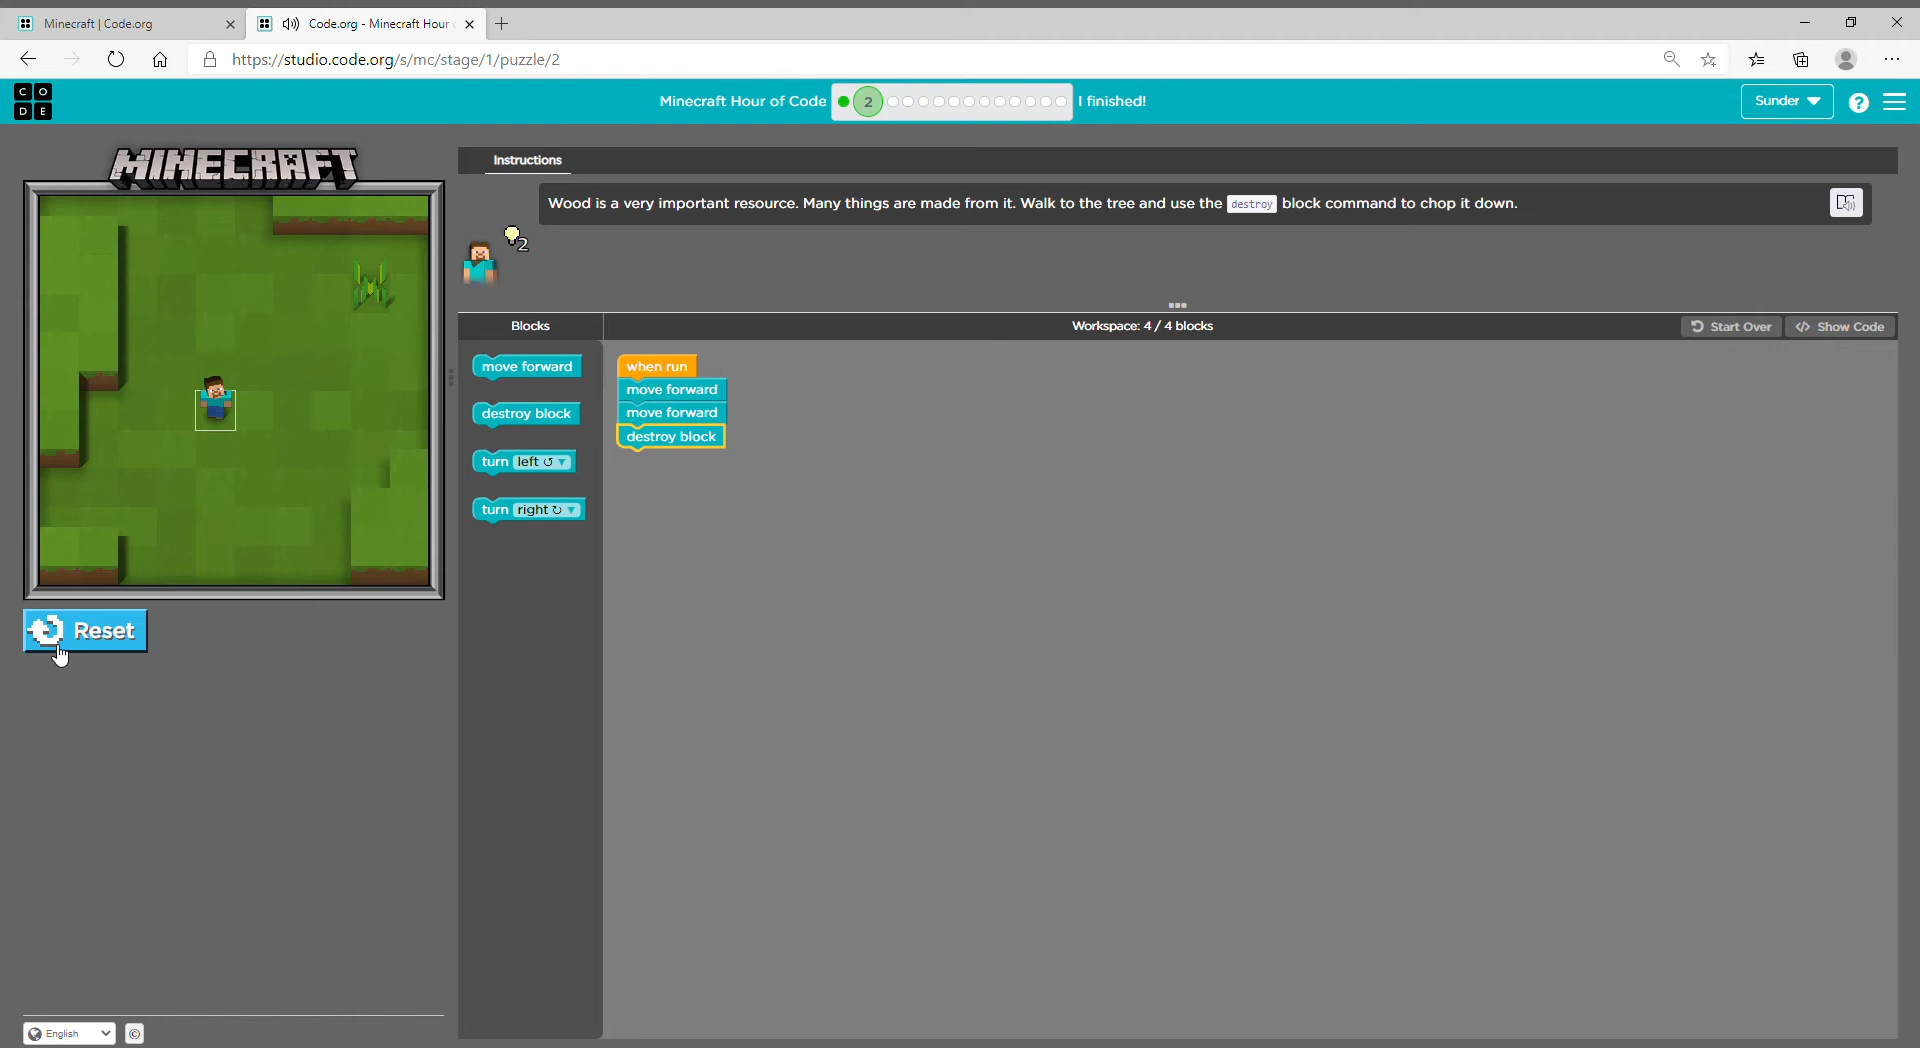 Minecraft | Code.org
Code.org - Minecraft Hour
https://studio.code.org/s/mc/stage/1/puzzle/2
C O
D E
Minecraft Hour of Code 2 I finished!
Sunder
?
MINECRAFT
Instructions
Wood is a very important resource. Many things are made from it. Walk to the tree and use the destroy block command to chop it down.
2
Blocks
Workspace: 4 / 4 blocks
Start Over
</> Show Code
move forward
destroy block
turn left ↺ ▼
turn right ↻ ▼
when run
move forward
move forward
destroy block
Reset
English
©